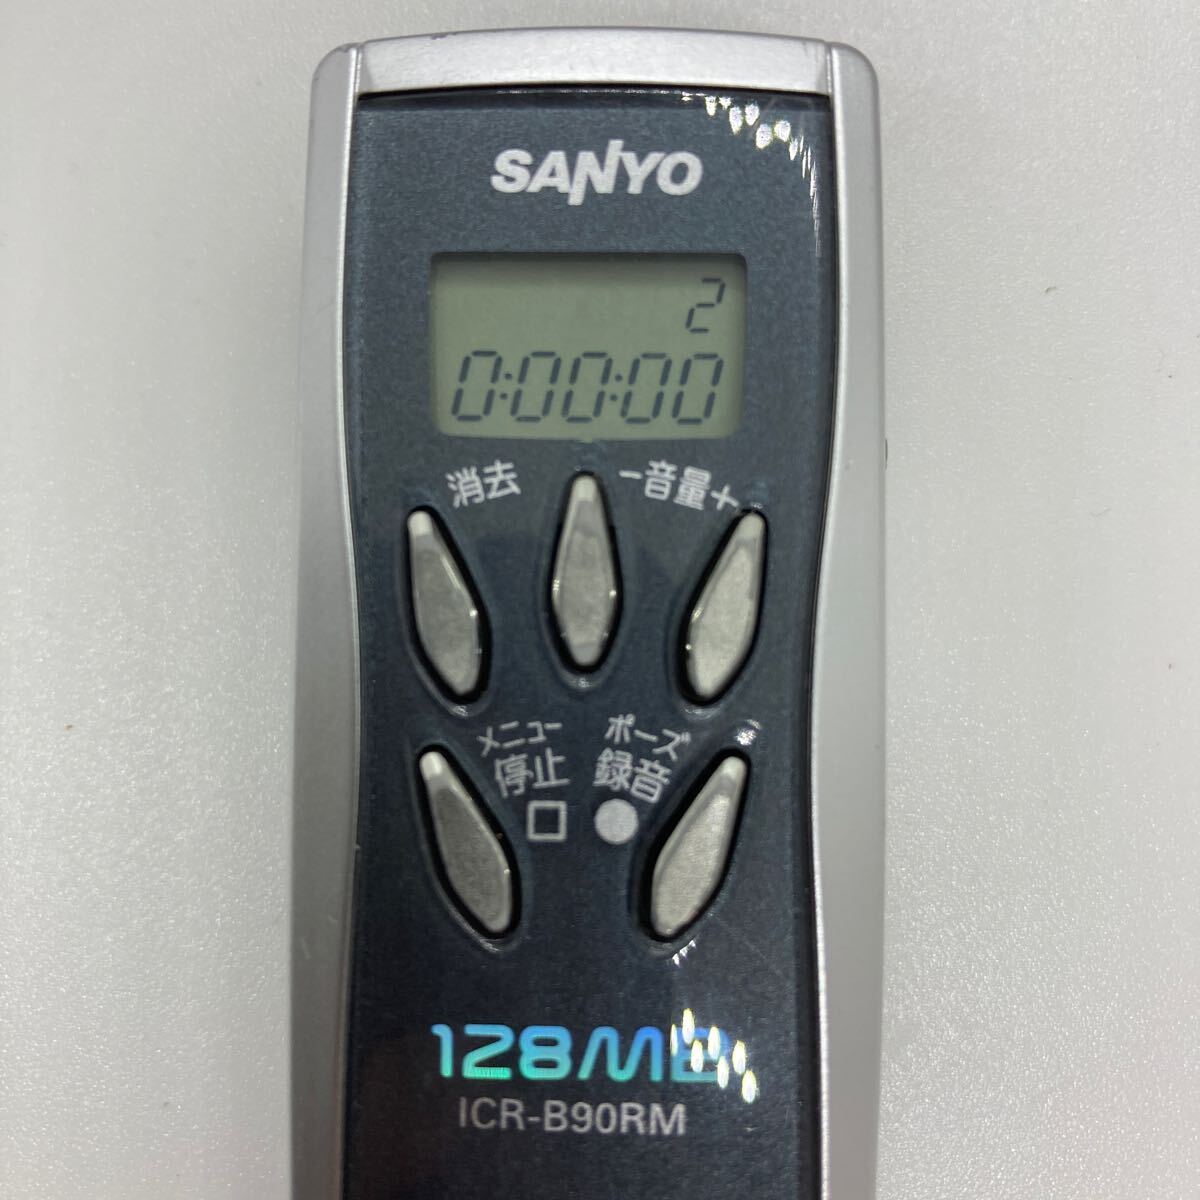 SANYO
2
0:00:00
消去
-音量+
メニュー
停止
ポーズ
録音
128MB
ICR-B90RM